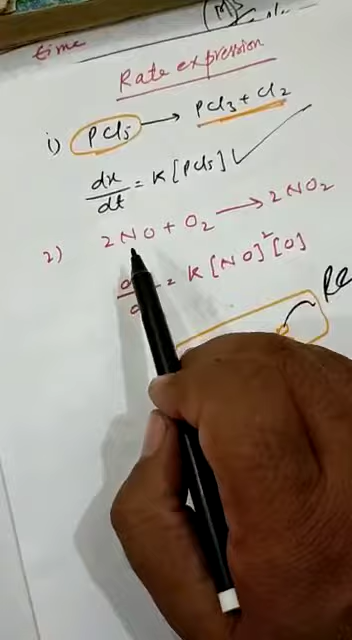 time
Rate expression
i) PCl5 → PCl3 + Cl2
dx/dt = K[PCl5] ✓
2) 2NO + O2 → 2NO2
= K[NO]²[O]